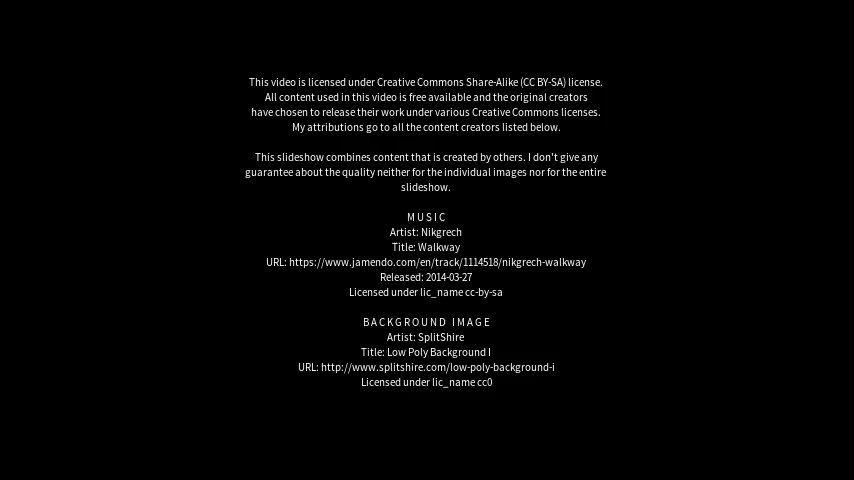 This video is licensed under Creative Commons Share-Alike (CC BY-SA) license.
All content used in this video is free available and the original creators
have chosen to release their work under various Creative Commons licenses.
My attributions go to all the content creators listed below.
This slideshow combines content that is created by others. I don't give any
guarantee about the quality neither for the individual images nor for the entire
slideshow.
M U S I C
Artist: Nikgrech
Title: Walkway
URL: https://www.jamendo.com/en/track/1114518/nikgrech-walkway
Released: 2014-03-27
Licensed under lic_name cc-by-sa
B A C K G R O U N D   I M A G E
Artist: SplitShire
Title: Low Poly Background I
URL: http://www.splitshire.com/low-poly-background-i
Licensed under lic_name cc0